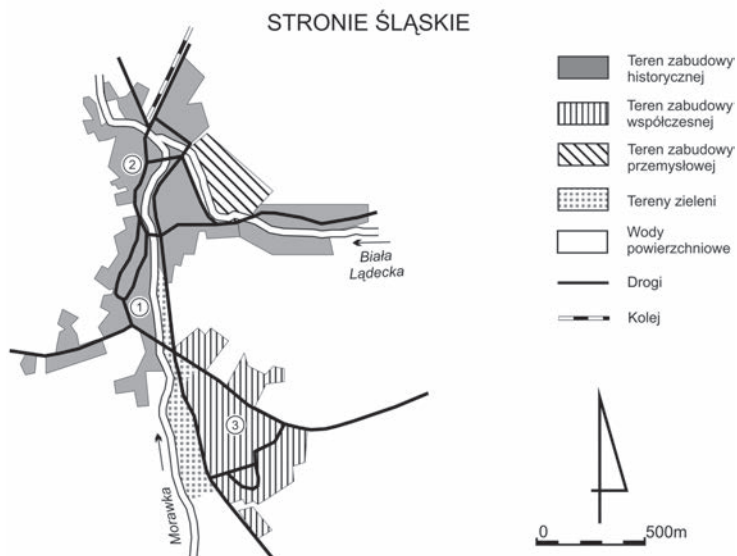 STRONIE ŚLĄSKIE
Teren zabudowy
historycznej
Teren zabudowy
współczesnej
Teren zabudowy
przemysłowej
Tereny zieleni
Wody
powierzchniowe
Drogi
Kolej
2
Biała
Lądecka
1
3
Morawka
0 500m